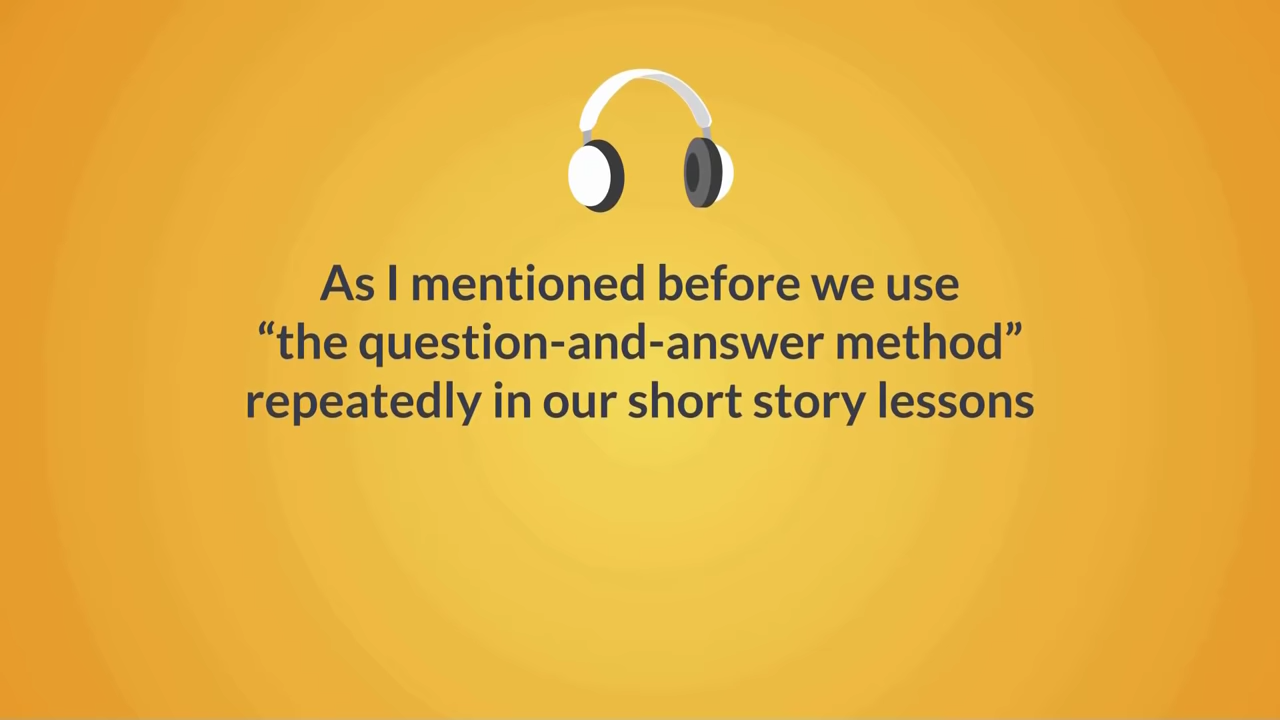 As I mentioned before we use
“the question-and-answer method”
repeatedly in our short story lessons